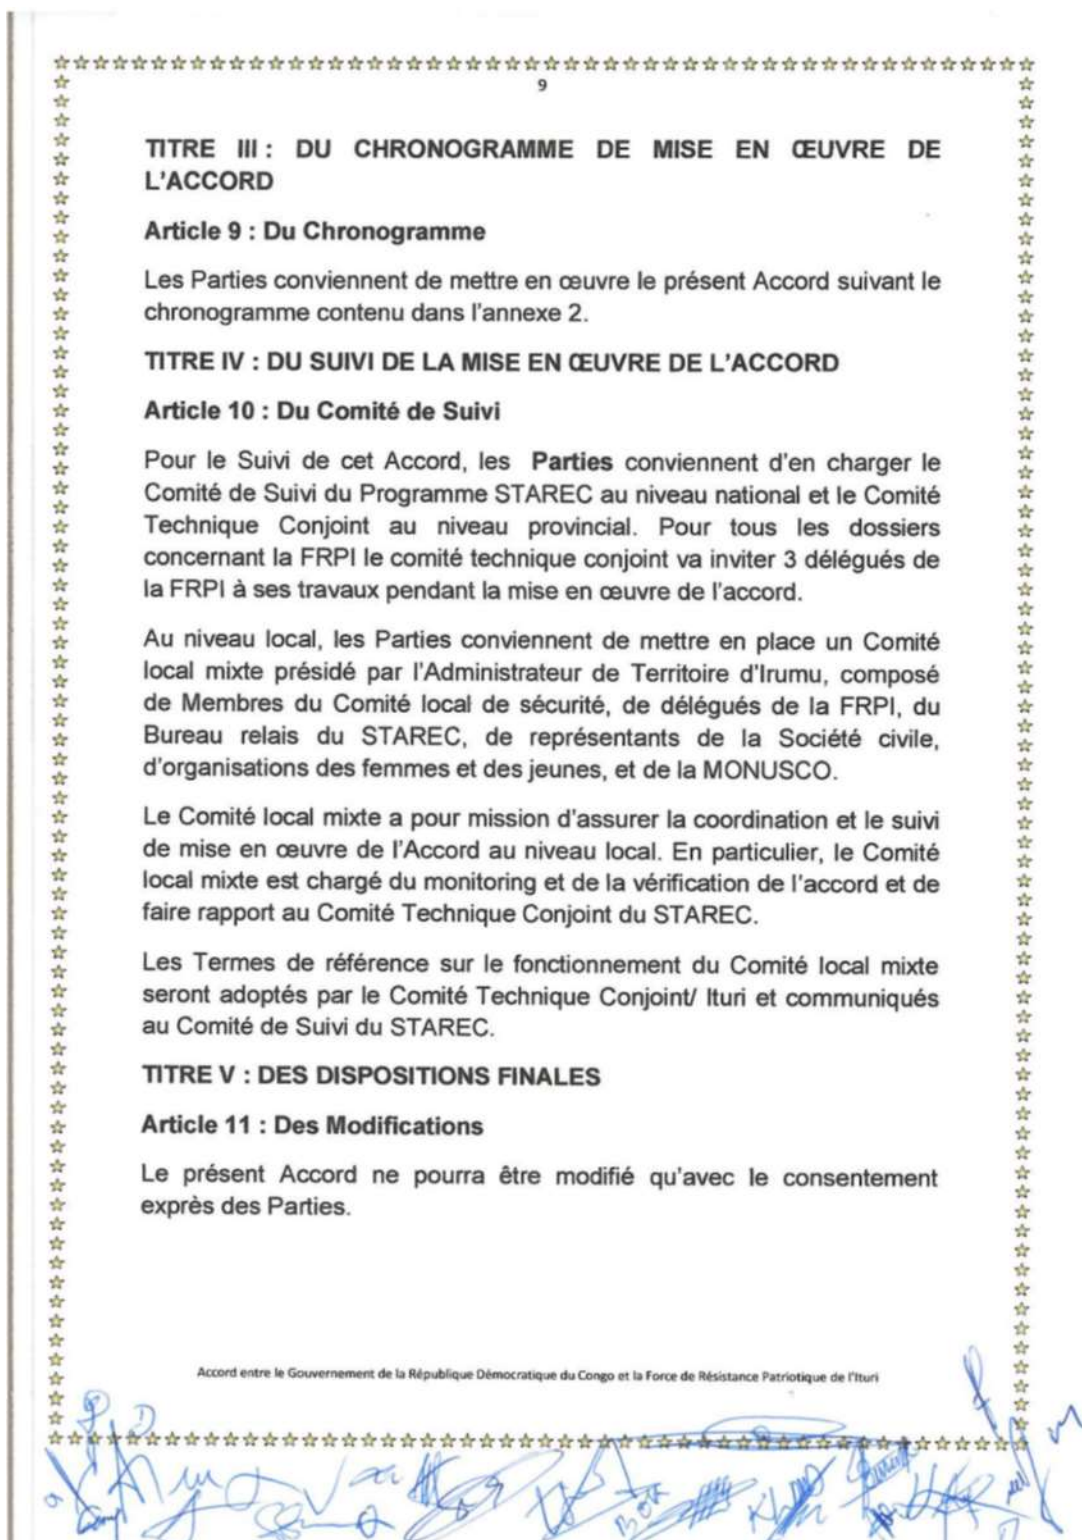 9
TITRE III : DU CHRONOGRAMME DE MISE EN ŒUVRE DE
L'ACCORD
Article 9 : Du Chronogramme
Les Parties conviennent de mettre en œuvre le présent Accord suivant le
chronogramme contenu dans l'annexe 2.
TITRE IV : DU SUIVI DE LA MISE EN ŒUVRE DE L'ACCORD
Article 10 : Du Comité de Suivi
Pour le Suivi de cet Accord, les Parties conviennent d'en charger le
Comité de Suivi du Programme STAREC au niveau national et le Comité
Technique Conjoint au niveau provincial. Pour tous les dossiers
concernant la FRPI le comité technique conjoint va inviter 3 délégués de
la FRPI à ses travaux pendant la mise en œuvre de l'accord.
Au niveau local, les Parties conviennent de mettre en place un Comité
local mixte présidé par l'Administrateur de Territoire d'Irumu, composé
de Membres du Comité local de sécurité, de délégués de la FRPI, du
Bureau relais du STAREC, de représentants de la Société civile,
d'organisations des femmes et des jeunes, et de la MONUSCO.
Le Comité local mixte a pour mission d'assurer la coordination et le suivi
de mise en œuvre de l'Accord au niveau local. En particulier, le Comité
local mixte est chargé du monitoring et de la vérification de l'accord et de
faire rapport au Comité Technique Conjoint du STAREC.
Les Termes de référence sur le fonctionnement du Comité local mixte
seront adoptés par le Comité Technique Conjoint/ Ituri et communiqués
au Comité de Suivi du STAREC.
TITRE V : DES DISPOSITIONS FINALES
Article 11 : Des Modifications
Le présent Accord ne pourra être modifié qu'avec le consentement
exprès des Parties.
Accord entre le Gouvernement de la République Démocratique du Congo et la Force de Résistance Patriotique de l'Ituri